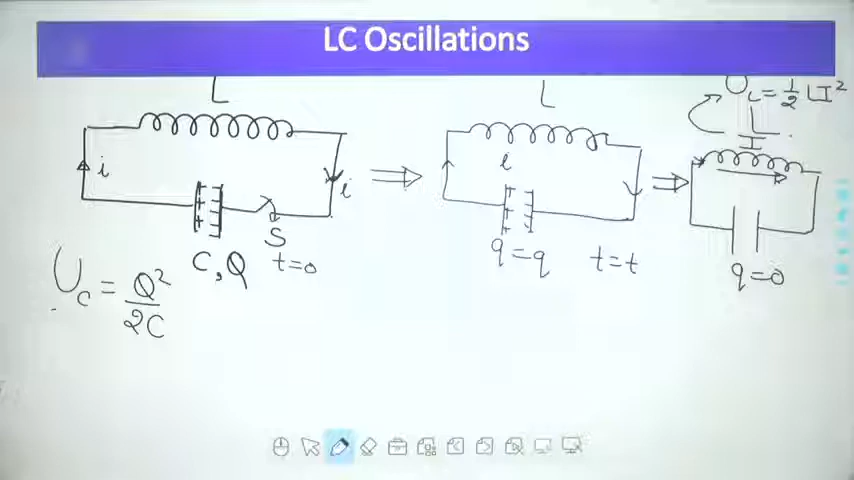 LC Oscillations
L
i
i
S
C, Q
t=0
U_C = Q²/2C
L
i
q=q
t=t
U_L = ½ LI²
L
I
q=0